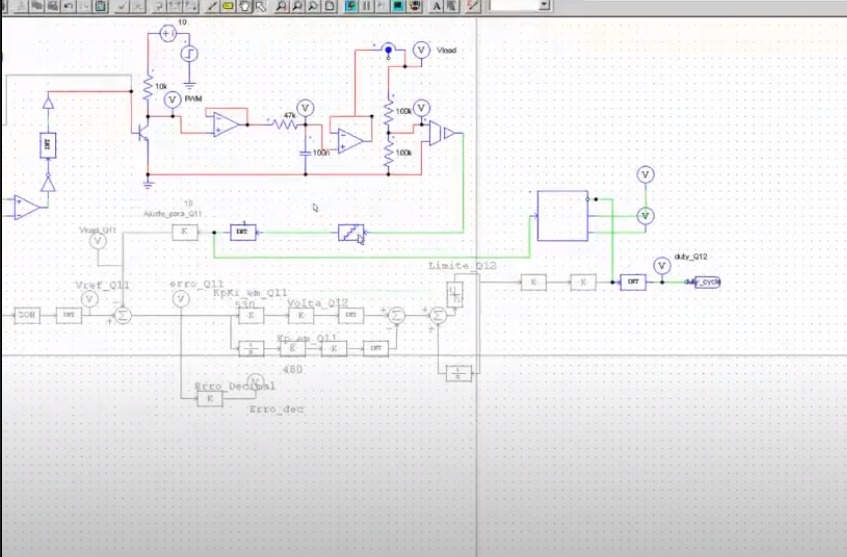 A
10
V
Vload
10k
V
PWM
V
47k
100k
V
100n
100k
INT
V
10
Ajuste_para_Q11
Vload_Q11
V
K
1
INT
V
duty_Q12
V
Limite_Q12
Vref_Q11
V
erro_Q11
V
KpKi_em_Q11
Volta_Q12
K
K
INT
duty_cycle
ZOH
INT
K
K
INT
Kp_em_Q11
K
K
INT
480
Erro_Decimal
K
Erro_dec